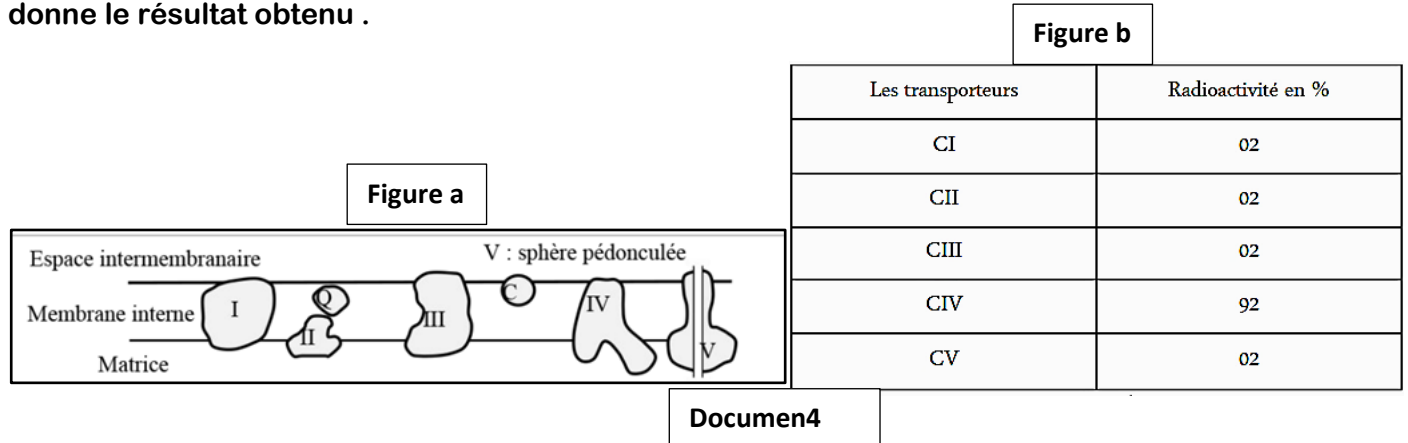 donne le résultat obtenu .
Figure b
Les transporteurs Radioactivité en %
CI 02
CII 02
CIII 02
CIV 92
CV 02
Figure a
Espace intermembranaire V : sphère pédonculée
Membrane interne I Q II III C IV V
Matrice
Documen4